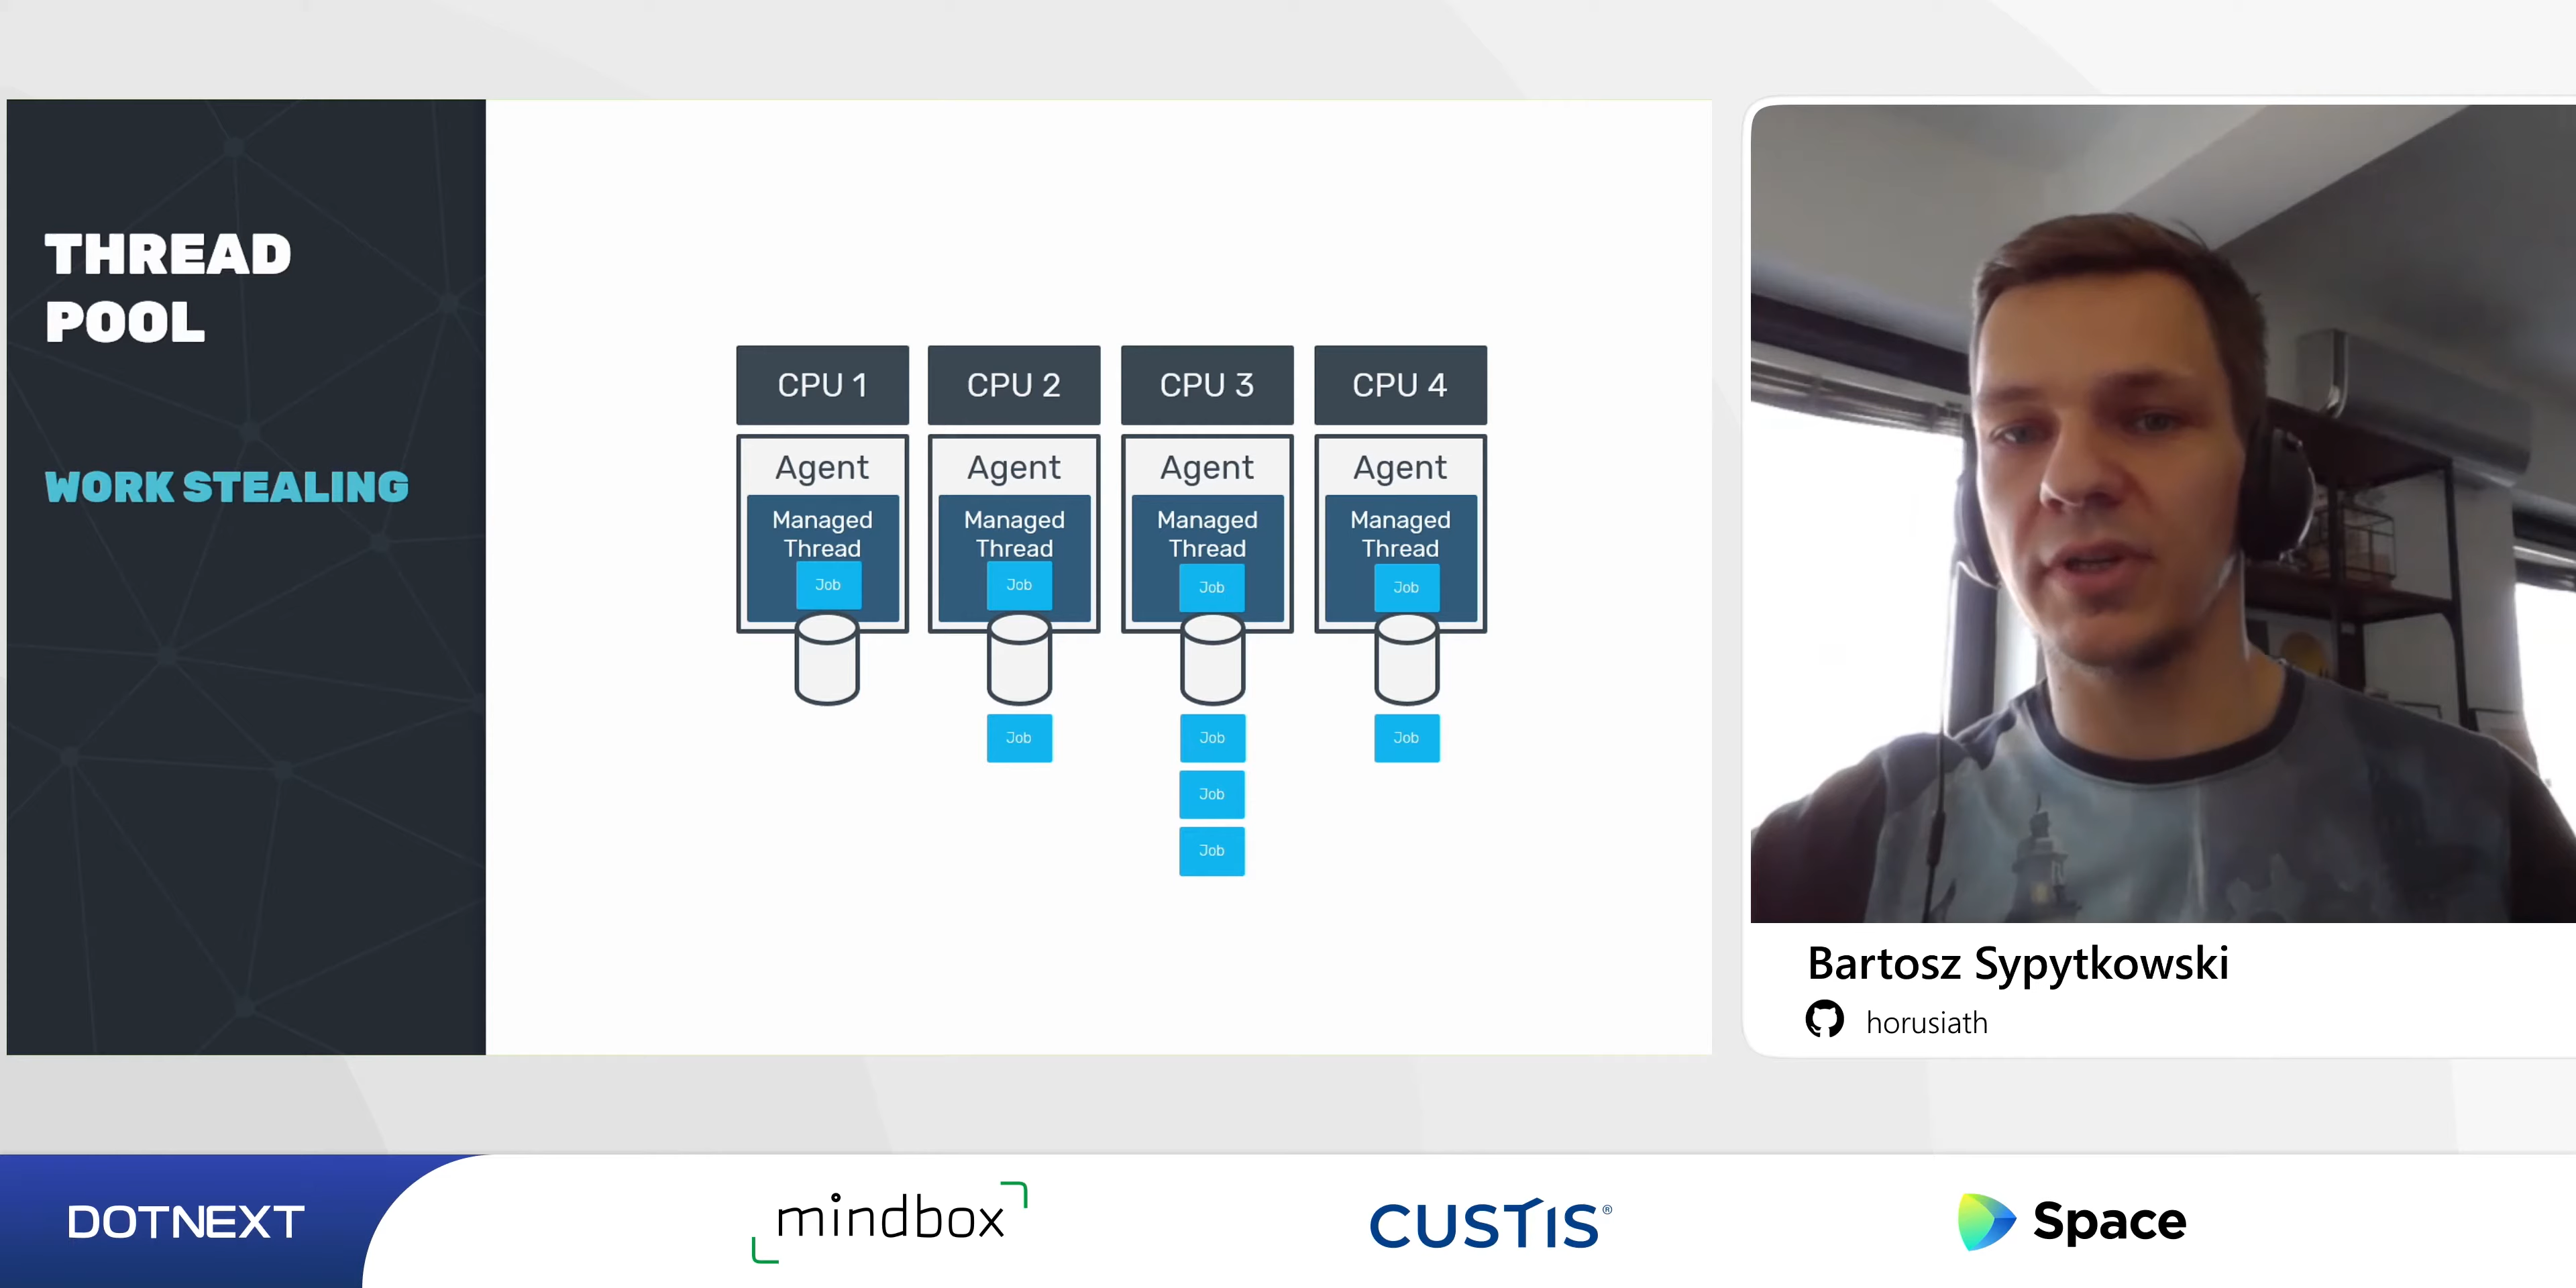 THREAD
POOL
WORK STEALING
CPU 1
CPU 2
CPU 3
CPU 4
Agent
Agent
Agent
Agent
Managed
Thread
Managed
Thread
Managed
Thread
Managed
Thread
Job
Job
Job
Job
Job
Job
Job
Job
Job
Bartosz Sypytkowski
horusiath
DOTNEXT
mindbox
CUSTIS®
Space